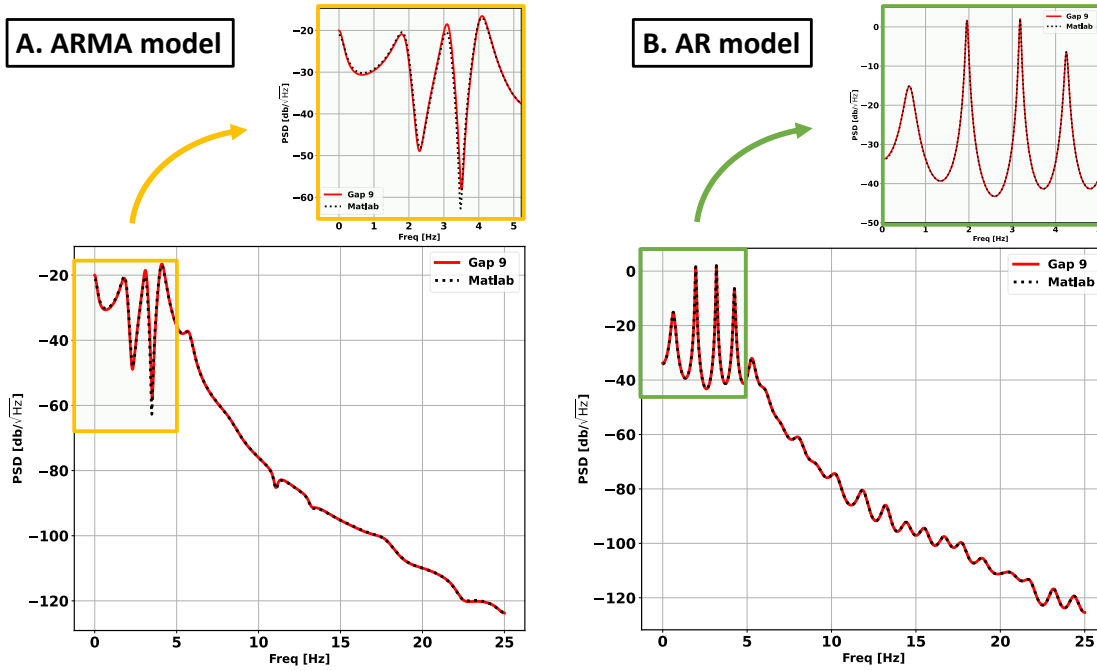 A. ARMA model
−20
−30
−40
−50
−60
PSD [db/√Hz]
Gap 9
Matlab
0 1 2 3 4 5
Freq [Hz]
B. AR model
0
−10
−20
−30
−40
−50
PSD [db/√Hz]
Gap 9
Matlab
0 1 2 3 4 5
Freq [Hz]
−20
−40
−60
−80
−100
−120
PSD [db/√Hz]
Gap 9
Matlab
0 5 10 15 20 25
Freq [Hz]
0
−20
−40
−60
−80
−100
−120
PSD [db/√Hz]
Gap 9
Matlab
0 5 10 15 20 25
Freq [Hz]